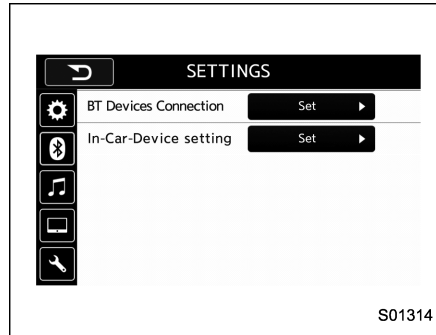 SETTINGS
BT Devices Connection Set
In-Car-Device setting Set
S01314